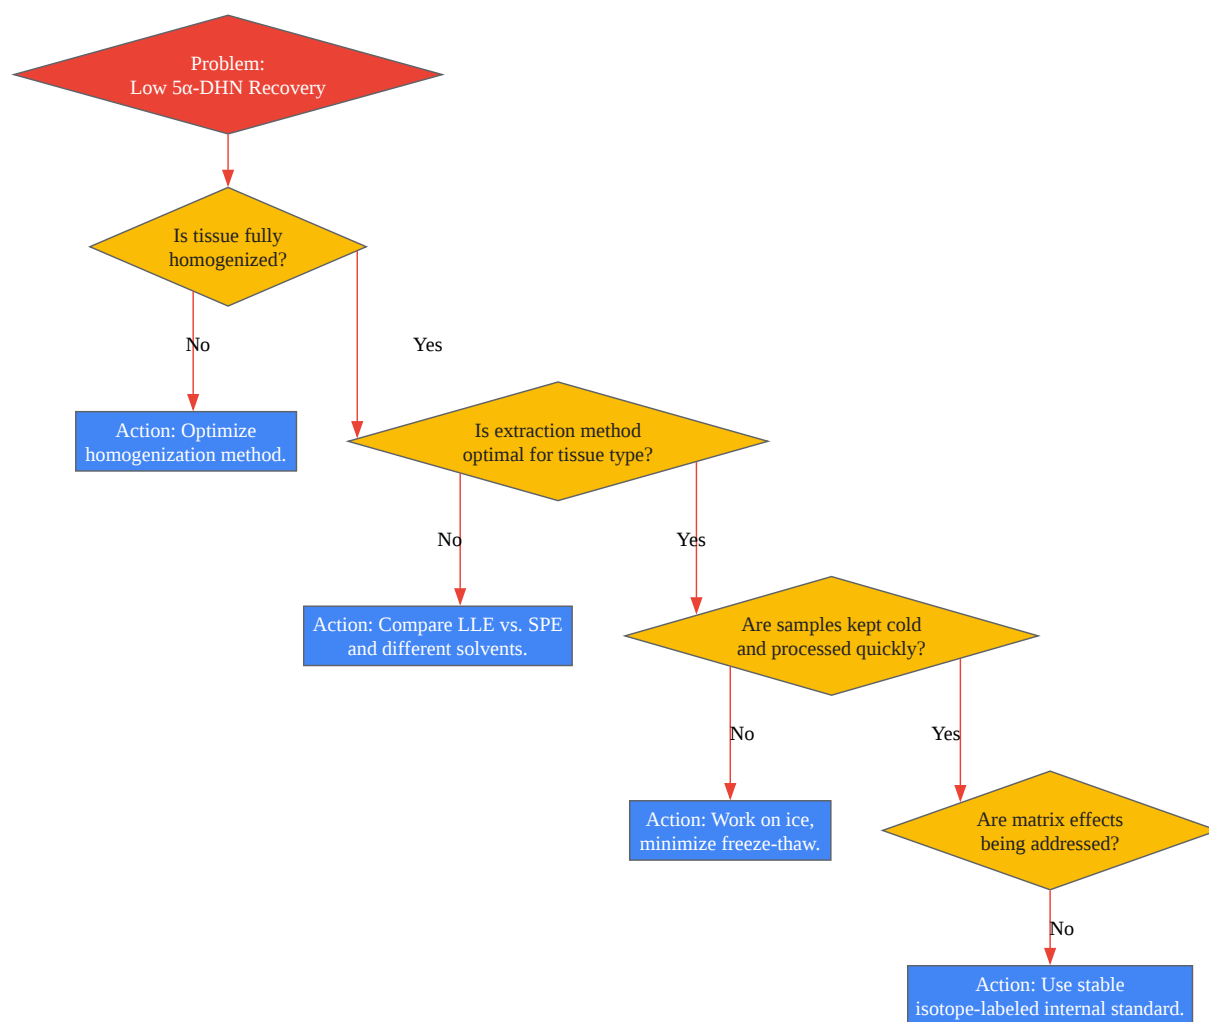 Problem:
Low 5α-DHN Recovery
Is tissue fully
homogenized?
No
Yes
Action: Optimize
homogenization method.
Is extraction method
optimal for tissue type?
No
Yes
Action: Compare LLE vs. SPE
and different solvents.
Are samples kept cold
and processed quickly?
No
Yes
Action: Work on ice,
minimize freeze-thaw.
Are matrix effects
being addressed?
No
Action: Use stable
isotope-labeled internal standard.